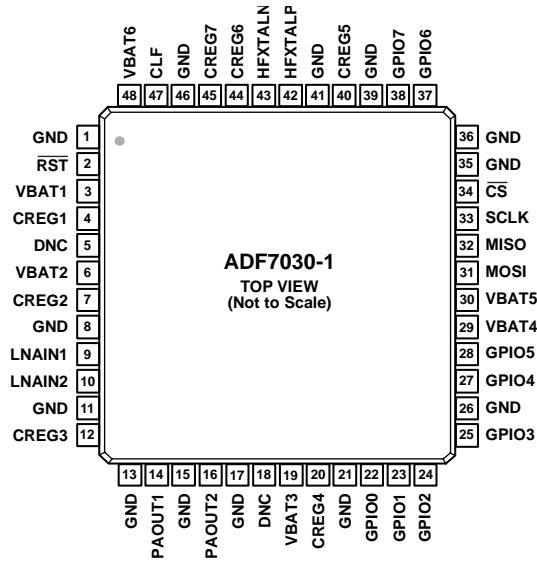 VBAT6
CLF
GND
CREG7
CREG6
HFXTALN
HFXTALP
GND
CREG5
GND
GPIO7
GPIO6
48 47 46 45 44 43 42 41 40 39 38 37
GND 1
RST 2
VBAT1 3
CREG1 4
DNC 5
VBAT2 6
CREG2 7
GND 8
LNAIN1 9
LNAIN2 10
GND 11
CREG3 12
ADF7030-1
TOP VIEW
(Not to Scale)
36 GND
35 GND
34 CS
33 SCLK
32 MISO
31 MOSI
30 VBAT5
29 VBAT4
28 GPIO5
27 GPIO4
26 GND
25 GPIO3
13 14 15 16 17 18 19 20 21 22 23 24
GND
PAOUT1
GND
PAOUT2
GND
DNC
VBAT3
CREG4
GND
GPIO0
GPIO1
GPIO2